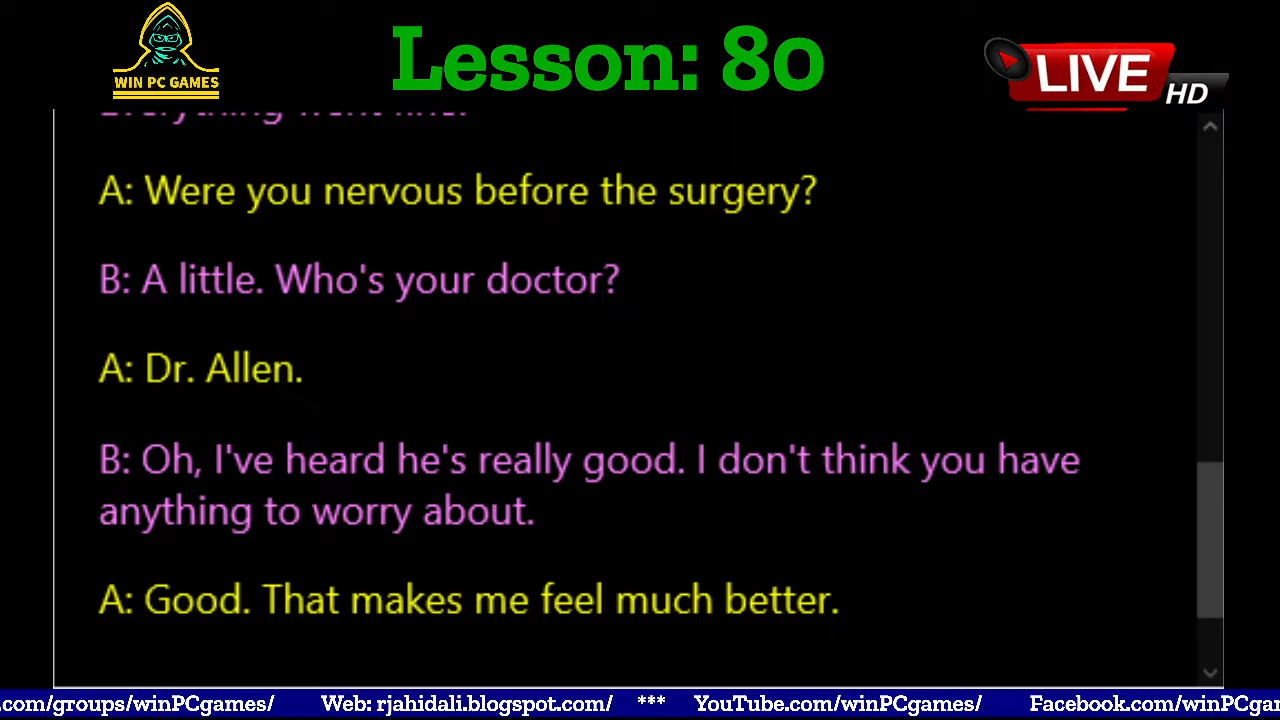 WIN PC GAMES
Lesson: 80
LIVE
HD
A: Were you nervous before the surgery?
B: A little. Who's your doctor?
A: Dr. Allen.
B: Oh, I've heard he's really good. I don't think you have
anything to worry about.
A: Good. That makes me feel much better.
.com/groups/winPCgames/ Web: rjahidali.blogspot.com/ *** YouTube.com/winPCgames/ Facebook.com/winPCga